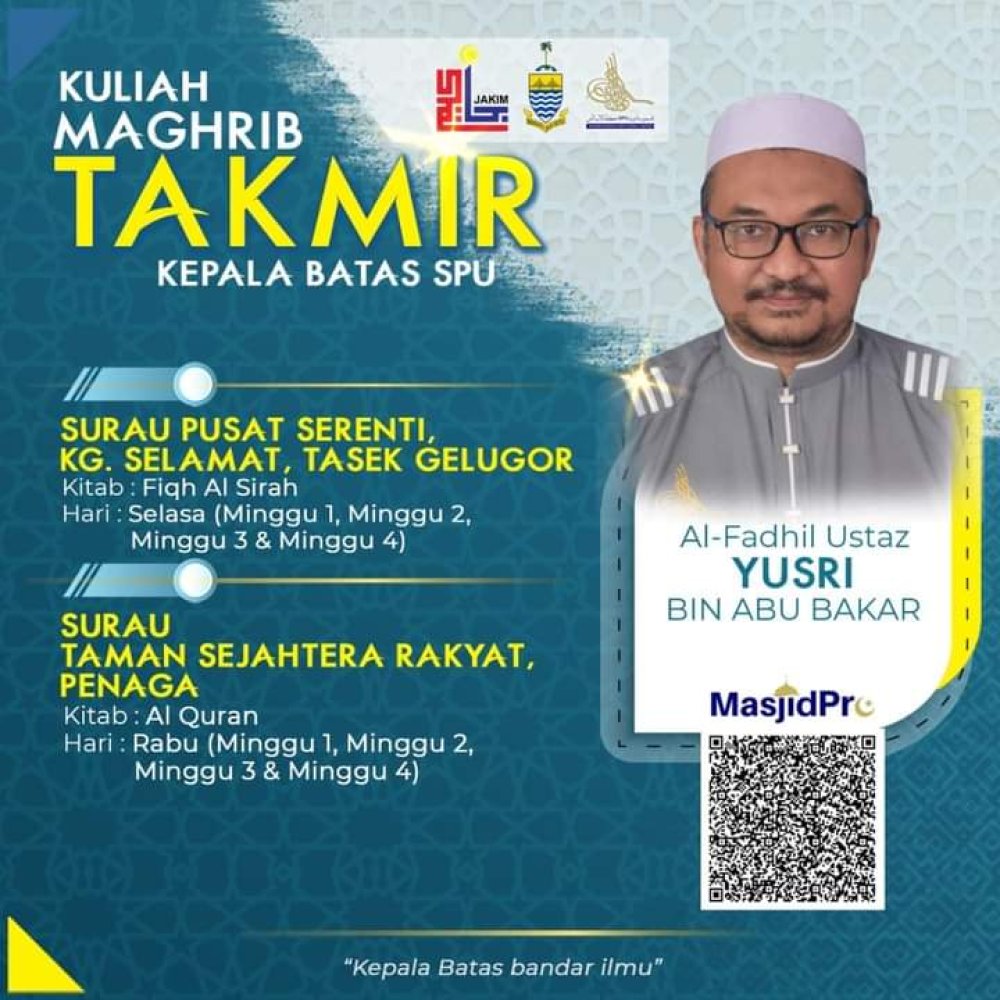 KULIAH
MAGHRIB
TAKMIR
KEPALA BATAS SPU
JAKIM
SURAU PUSAT SERENTI,
KG. SELAMAT, TASEK GELUGOR
Kitab : Fiqh Al Sirah
Hari : Selasa (Minggu 1, Minggu 2,
Minggu 3 & Minggu 4)
SURAU
TAMAN SEJAHTERA RAKYAT,
PENAGA
Kitab : Al Quran
Hari : Rabu (Minggu 1, Minggu 2,
Minggu 3 & Minggu 4)
Al-Fadhil Ustaz
YUSRI
BIN ABU BAKAR
MasjidPro
"Kepala Batas bandar ilmu"